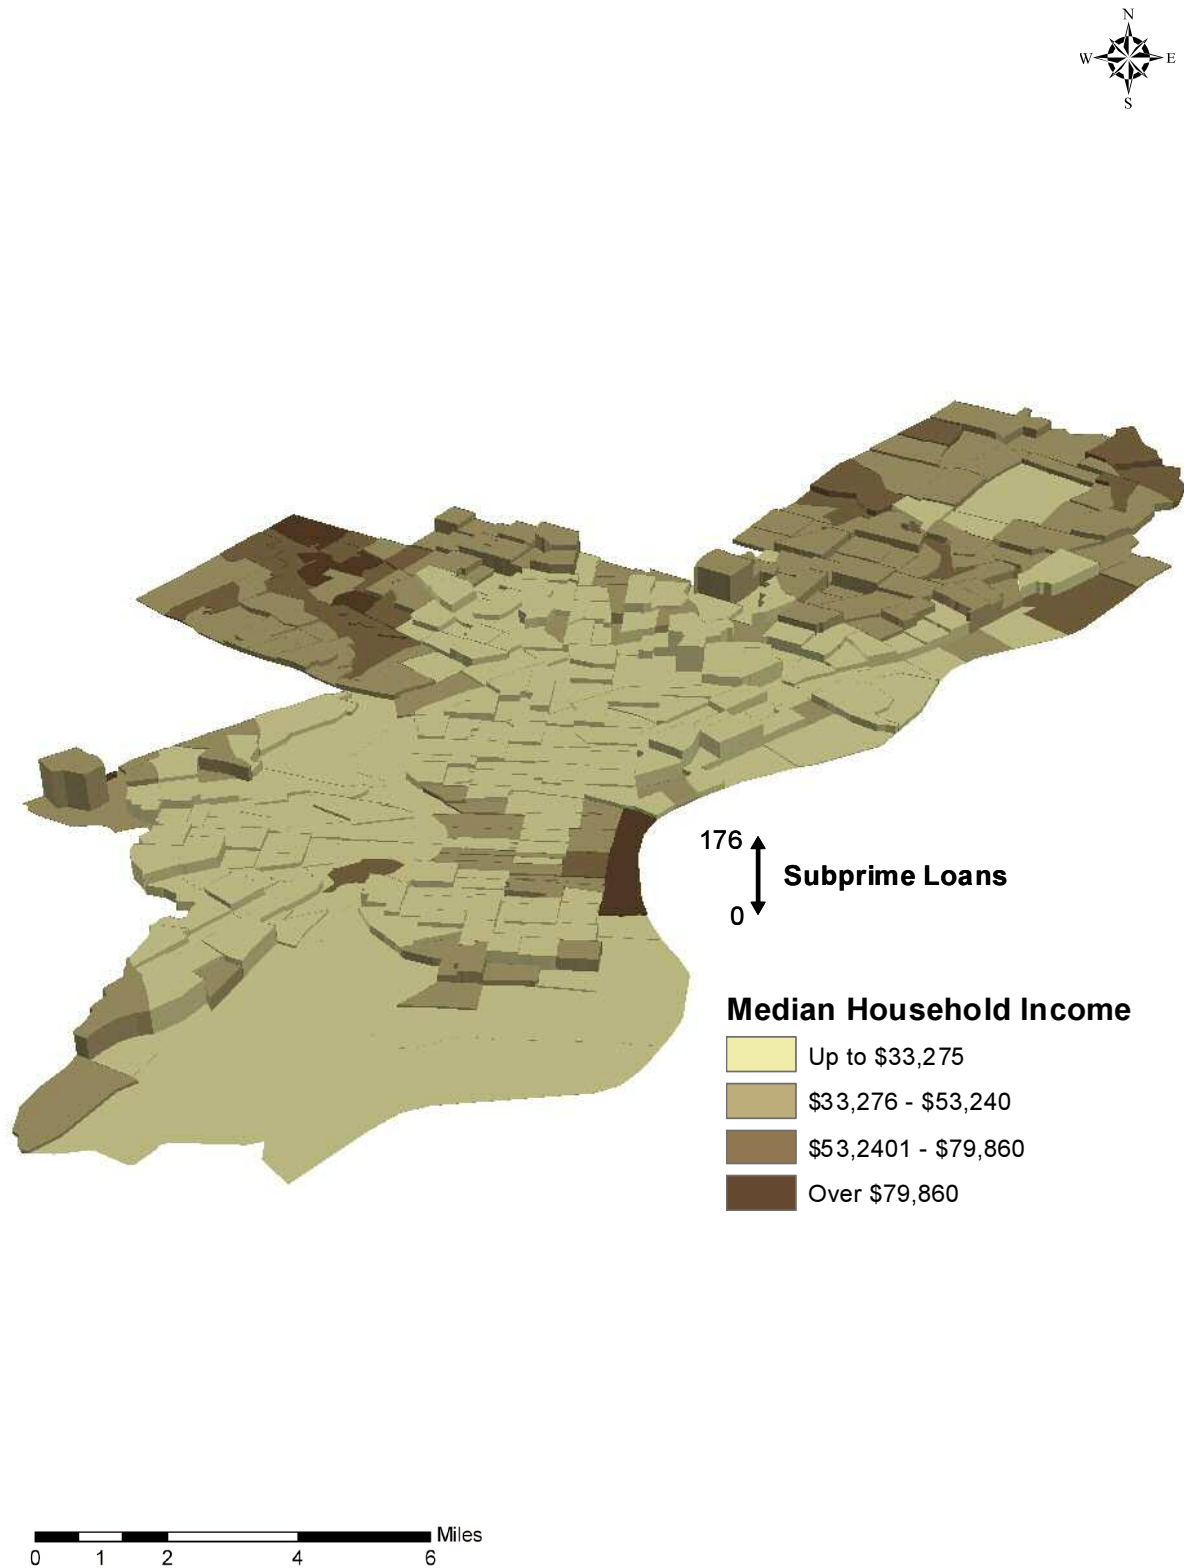 N
W E
S
176
Subprime Loans
0
Median Household Income
Up to $33,275
$33,276 - $53,240
$53,2401 - $79,860
Over $79,860
Miles
0 1 2 4 6